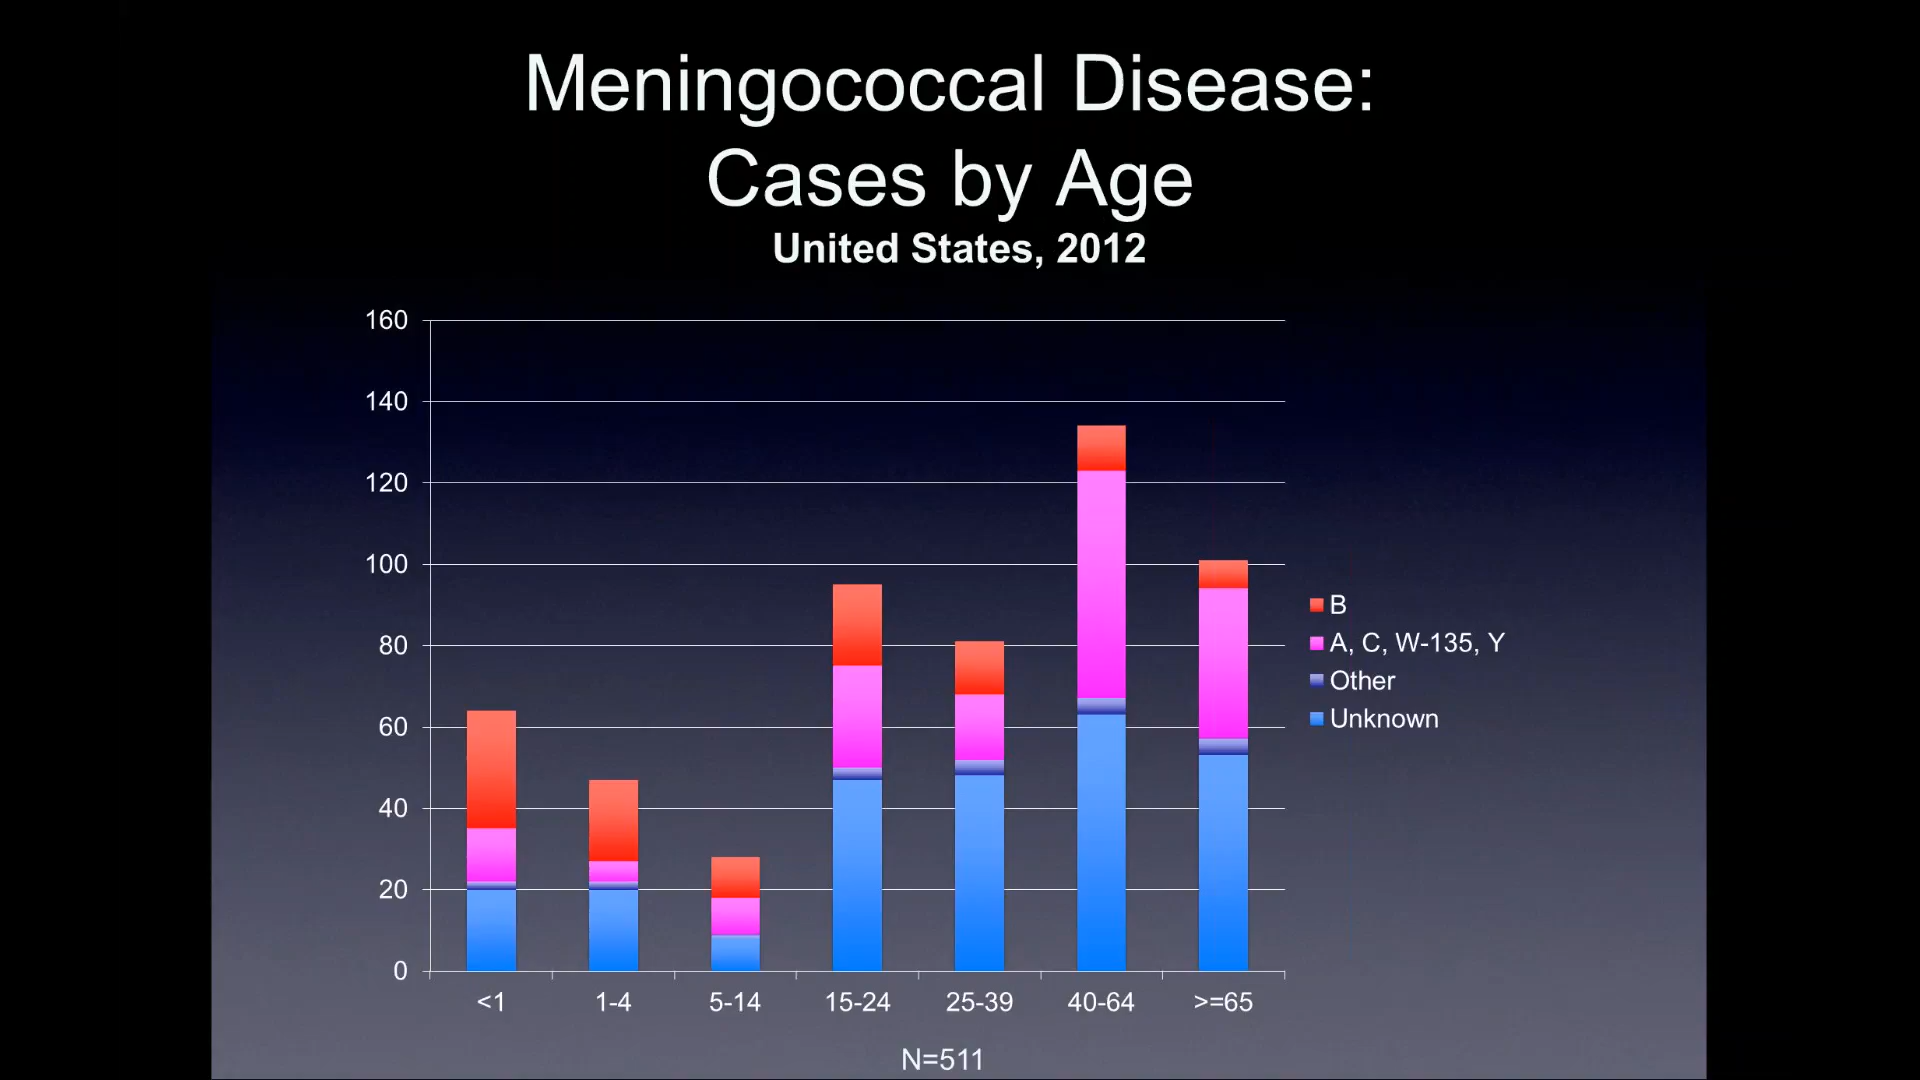 Meningococcal Disease:
Cases by Age
United States, 2012
160
140
120
100
80
60
40
20
0
<1 1-4 5-14 15-24 25-39 40-64 >=65
B
A, C, W-135, Y
Other
Unknown
N=511